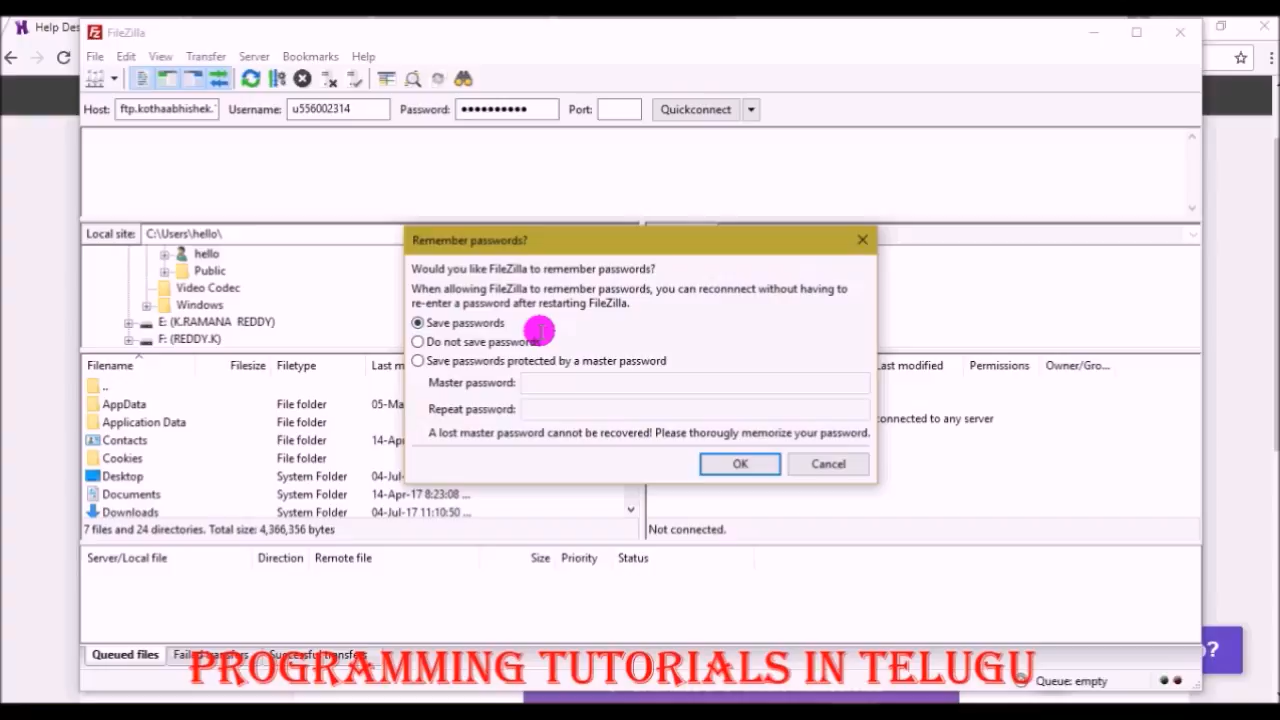 Help Des
FileZilla
File Edit View Transfer Server Bookmarks Help
Host: ftp.kothaabhishek. Username: u556002314 Password: •••••••••• Port: Quickconnect
Local site: C:\Users\hello\
hello
Public
Video Codec
Windows
E: (K.RAMANA REDDY)
F: (REDDY.K)
Remember passwords?
Would you like FileZilla to remember passwords?
When allowing FileZilla to remember passwords, you can reconnnect without having to
re-enter a password after restarting FileZilla.
Save passwords
Do not save passwords
Save passwords protected by a master password
Master password:
Repeat password:
A lost master password cannot be recovered! Please thorougly memorize your password.
OK Cancel
Filename Filesize Filetype Last m
..
AppData File folder 05-Ma
Application Data File folder
Contacts File folder 14-Apr
Cookies File folder
Desktop System Folder 04-Jul-
Documents System Folder 14-Apr-17 8:23:08 ...
Downloads System Folder 04-Jul-17 11:10:50 ...
7 files and 24 directories. Total size: 4,366,356 bytes
ast modified Permissions Owner/Gro...
onnected to any server
Not connected.
Server/Local file Direction Remote file Size Priority Status
Queued files Failed transfers Successful transfers
PROGRAMMING TUTORIALS IN TELUGU
Queue: empty
?